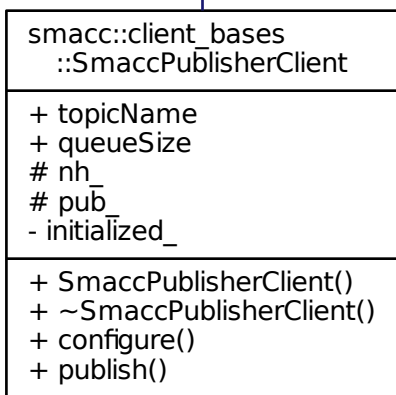 smacc::client_bases
::SmaccPublisherClient
+ topicName
+ queueSize
# nh_
# pub_
- initialized_
+ SmaccPublisherClient()
+ ~SmaccPublisherClient()
+ configure()
+ publish()